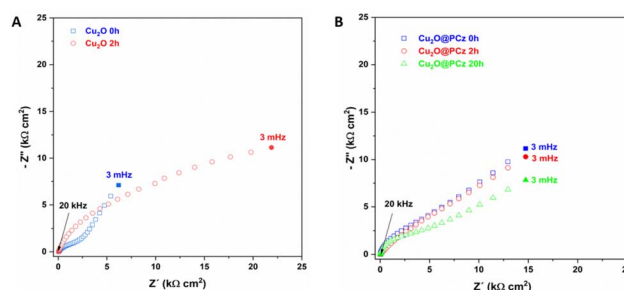 A
Cu₂O 0h
Cu₂O 2h
3 mHz
3 mHz
20 kHz
- Z'' (kΩ cm²)
25
20
15
10
5
0
0 5 10 15 20 25
Z´ (kΩ cm²)
B
Cu₂O@PCz 0h
Cu₂O@PCz 2h
Cu₂O@PCz 20h
3 mHz
3 mHz
3 mHz
20 kHz
- Z'' (kΩ cm²)
25
20
15
10
5
0
0 5 10 15 20 25
Z´ (kΩ cm²)